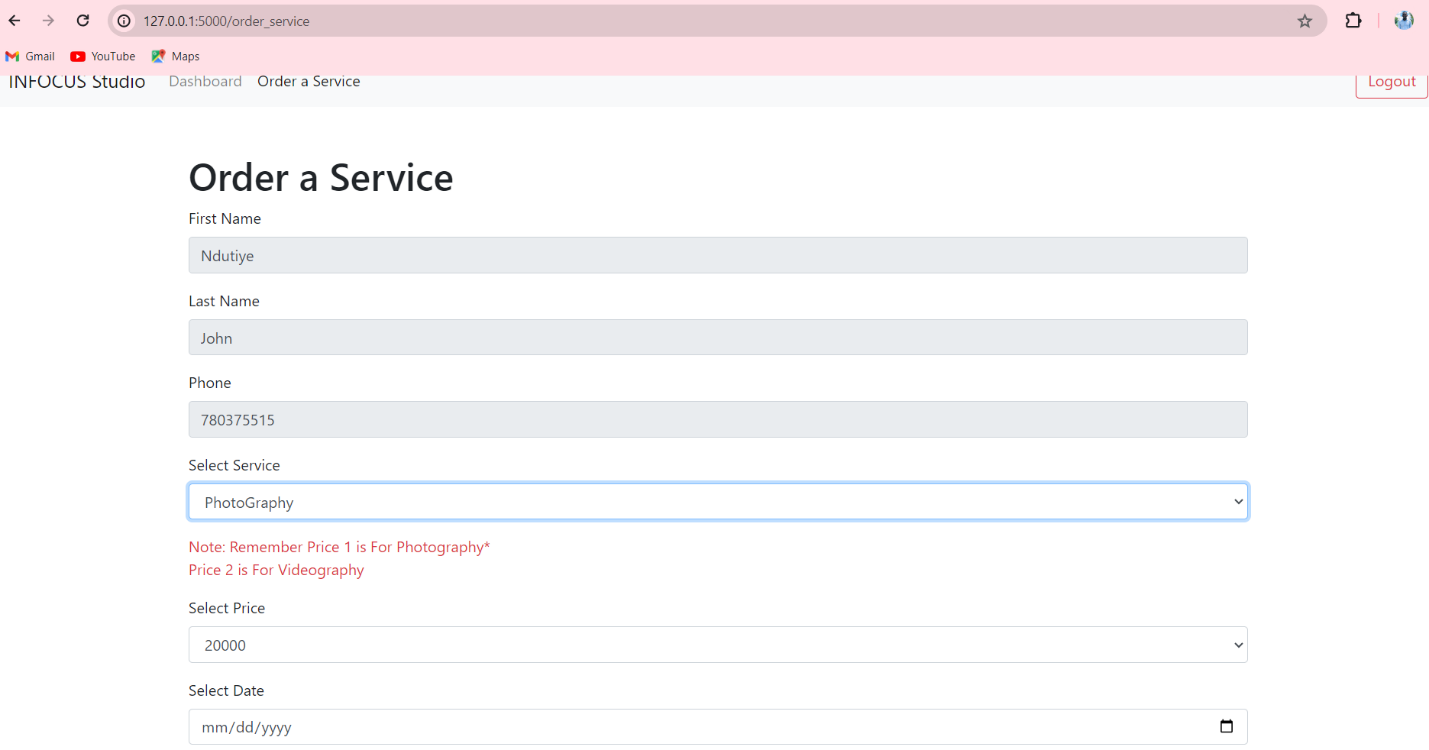 127.0.0.1:5000/order_service
Gmail YouTube Maps
INFOCUS Studio Dashboard Order a Service Logout
Order a Service
First Name
Ndutiye
Last Name
John
Phone
780375515
Select Service
PhotoGraphy
Note: Remember Price 1 is For Photography*
Price 2 is For Videography
Select Price
20000
Select Date
mm/dd/yyyy